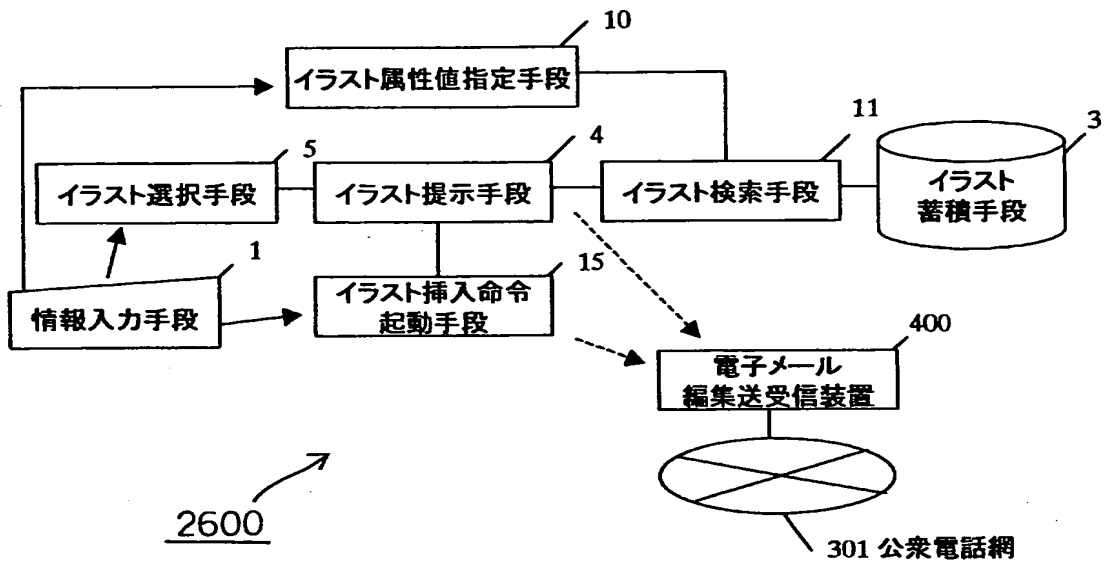 10
イラスト属性値指定手段
11
3
5
4
イラスト選択手段
イラスト提示手段
イラスト検索手段
イラスト
蓄積手段
1
15
情報入力手段
イラスト挿入命令
起動手段
400
電子メール
編集送受信装置
2600
301 公衆電話網